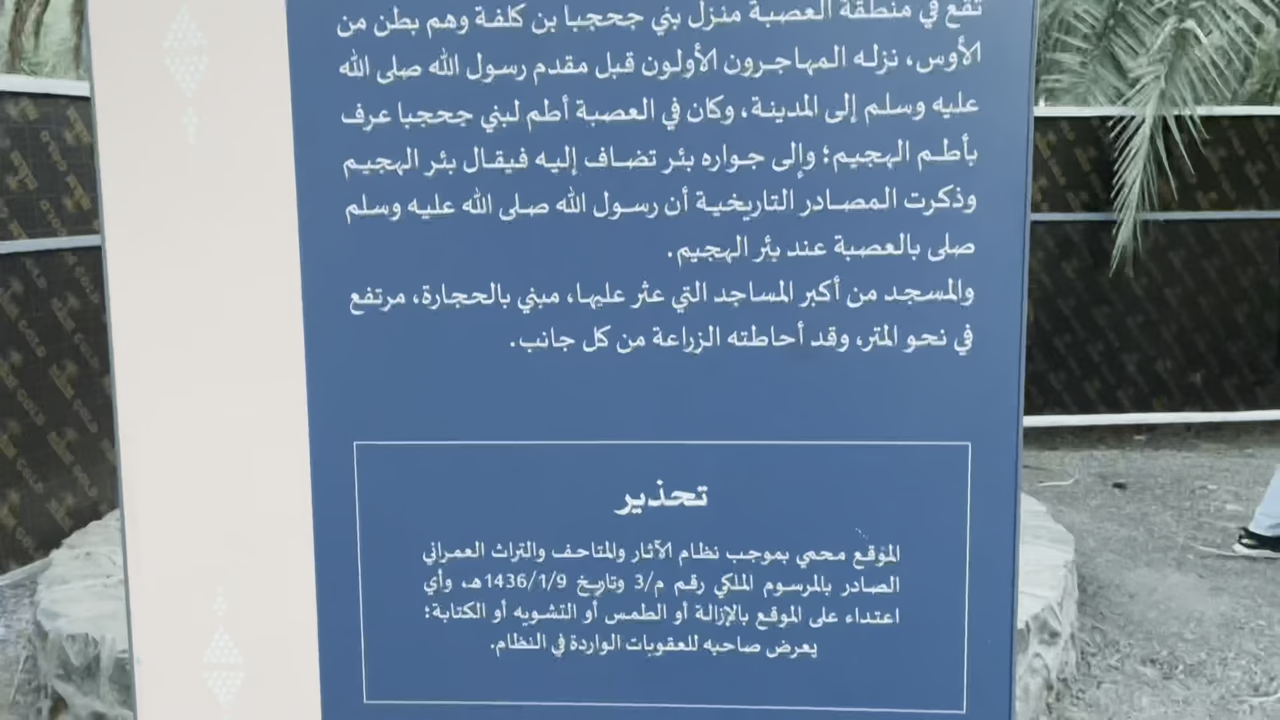 تقع في منطقة العصبة منزل بني جحجبا بن كلفة وهم بطن من
الأوس، نزله المهاجرون الأولون قبل مقدم رسول الله صلى الله
عليه وسلم إلى المدينة، وكان في العصبة أطم لبني جحجبا عرف
بأطم الهجيم؛ وإلى جواره بئر تضاف إليه فيقال بئر الهجيم
وذكرت المصادر التاريخية أن رسول الله صلى الله عليه وسلم
صلى بالعصبة عند بئر الهجيم.
والمسجد من أكبر المساجد التي عثر عليها، مبني بالحجارة، مرتفع
في نحو المتر، وقد أحاطته الزراعة من كل جانب.
تحذير
الموقع محمي بموجب نظام الآثار والمتاحف والتراث العمراني
الصادر بالمرسوم الملكي رقم م/3 وتاريخ 1436/1/9هـ، وأي
اعتداء على الموقع بالإزالة أو الطمس أو التشويه أو الكتابة؛
يعرض صاحبه للعقوبات الواردة في النظام.